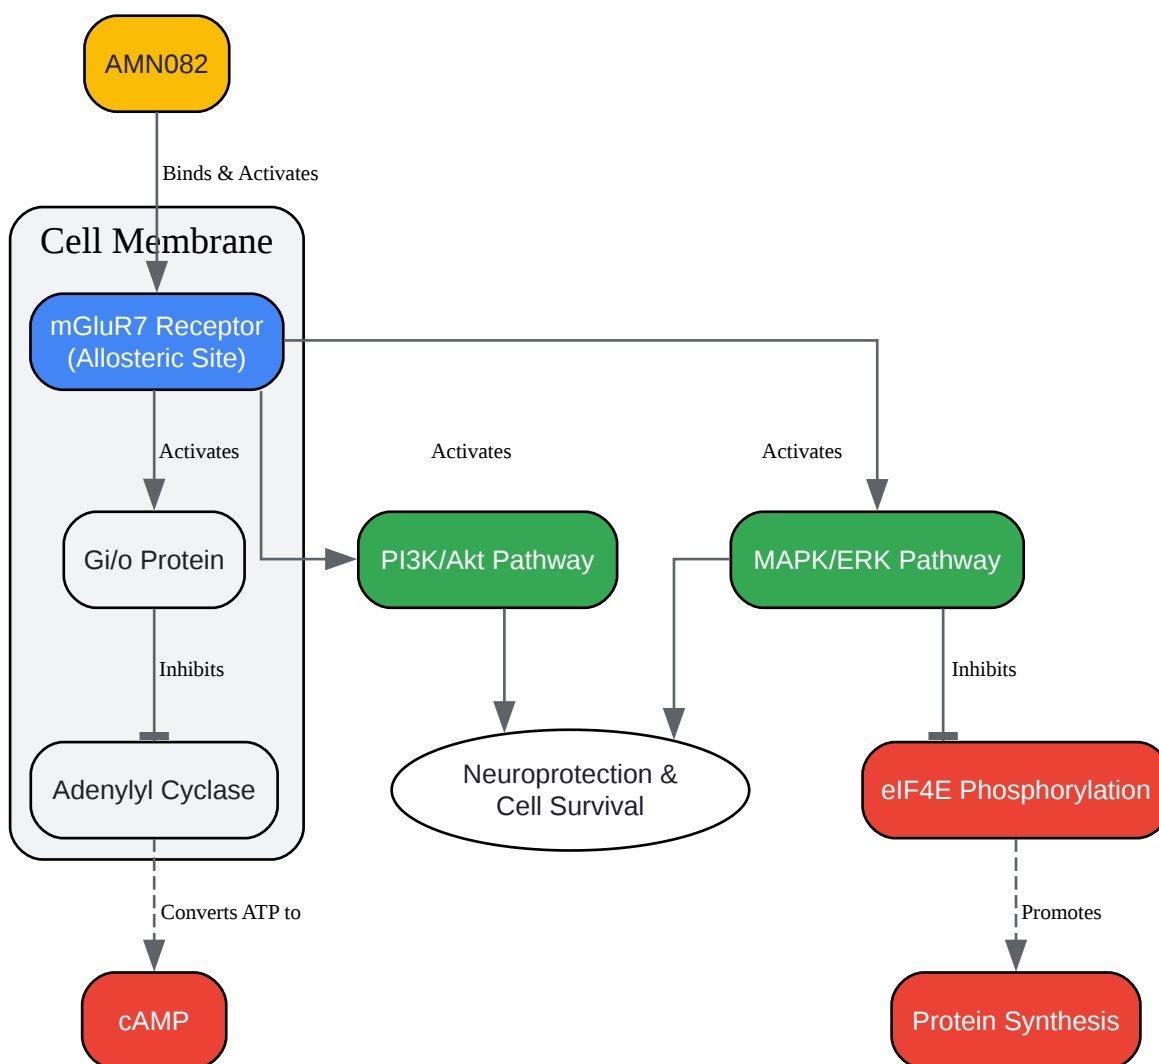 AMN082
Binds & Activates
Cell Membrane
mGluR7 Receptor
(Allosteric Site)
Activates
Activates
Activates
Gi/o Protein
PI3K/Akt Pathway
MAPK/ERK Pathway
Inhibits
Inhibits
Adenylyl Cyclase
Neuroprotection &
Cell Survival
eIF4E Phosphorylation
Converts ATP to
Promotes
cAMP
Protein Synthesis